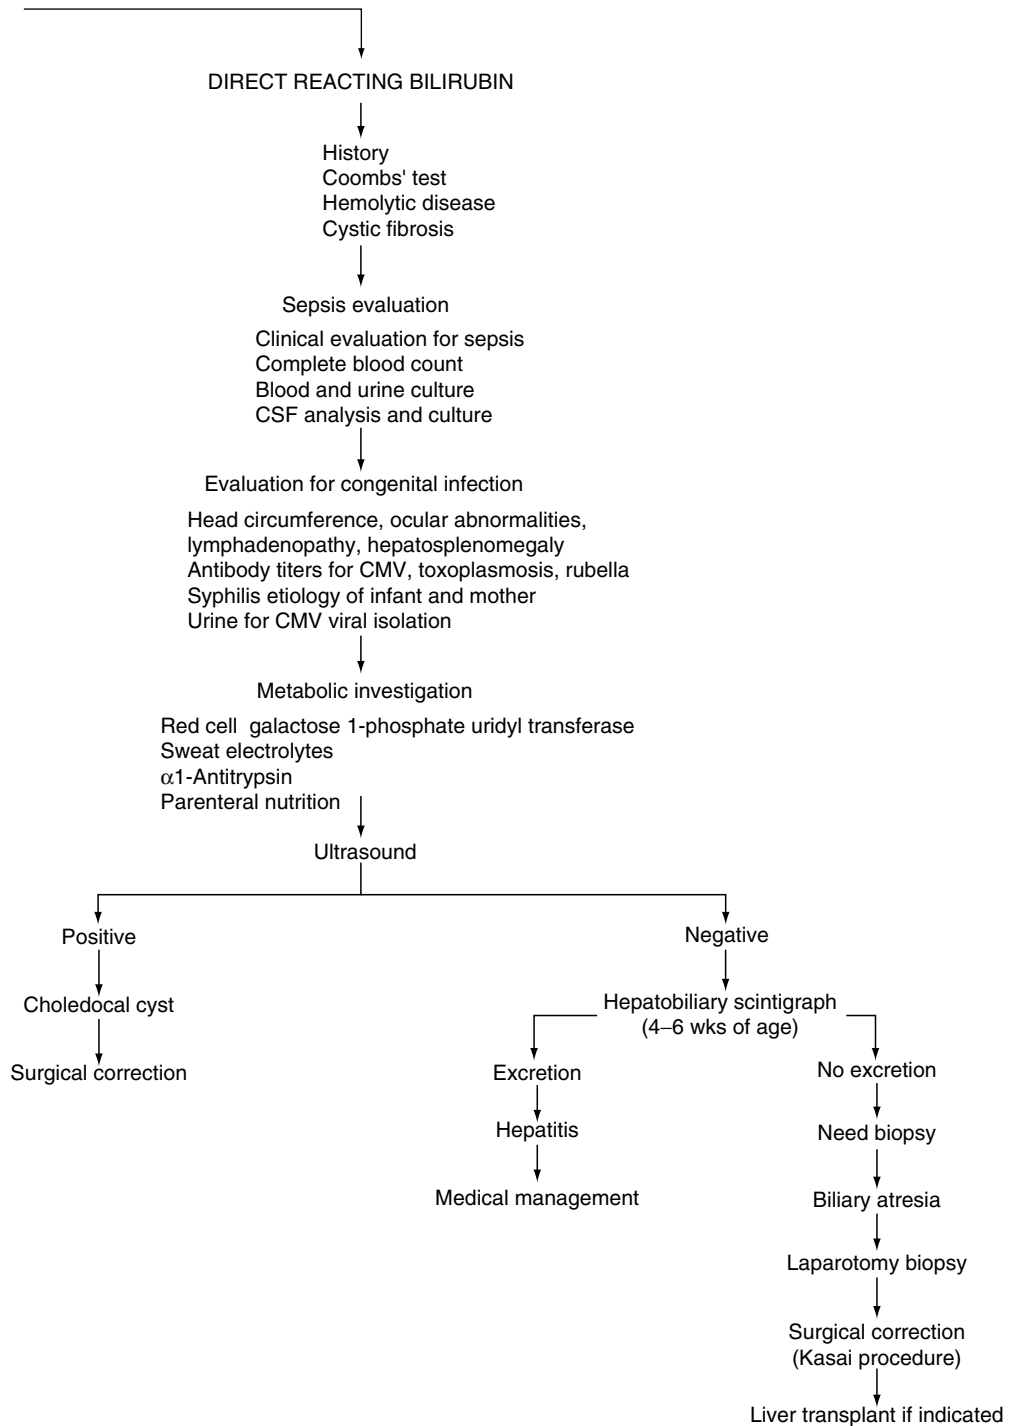 DIRECT REACTING BILIRUBIN
History
Coombs' test
Hemolytic disease
Cystic fibrosis
Sepsis evaluation
Clinical evaluation for sepsis
Complete blood count
Blood and urine culture
CSF analysis and culture
Evaluation for congenital infection
Head circumference, ocular abnormalities,
lymphadenopathy, hepatosplenomegaly
Antibody titers for CMV, toxoplasmosis, rubella
Syphilis etiology of infant and mother
Urine for CMV viral isolation
Metabolic investigation
Red cell galactose 1-phosphate uridyl transferase
Sweat electrolytes
α1-Antitrypsin
Parenteral nutrition
Ultrasound
Positive
Choledocal cyst
Surgical correction
Negative
Hepatobiliary scintigraph
(4–6 wks of age)
Excretion
Hepatitis
Medical management
No excretion
Need biopsy
Biliary atresia
Laparotomy biopsy
Surgical correction
(Kasai procedure)
Liver transplant if indicated